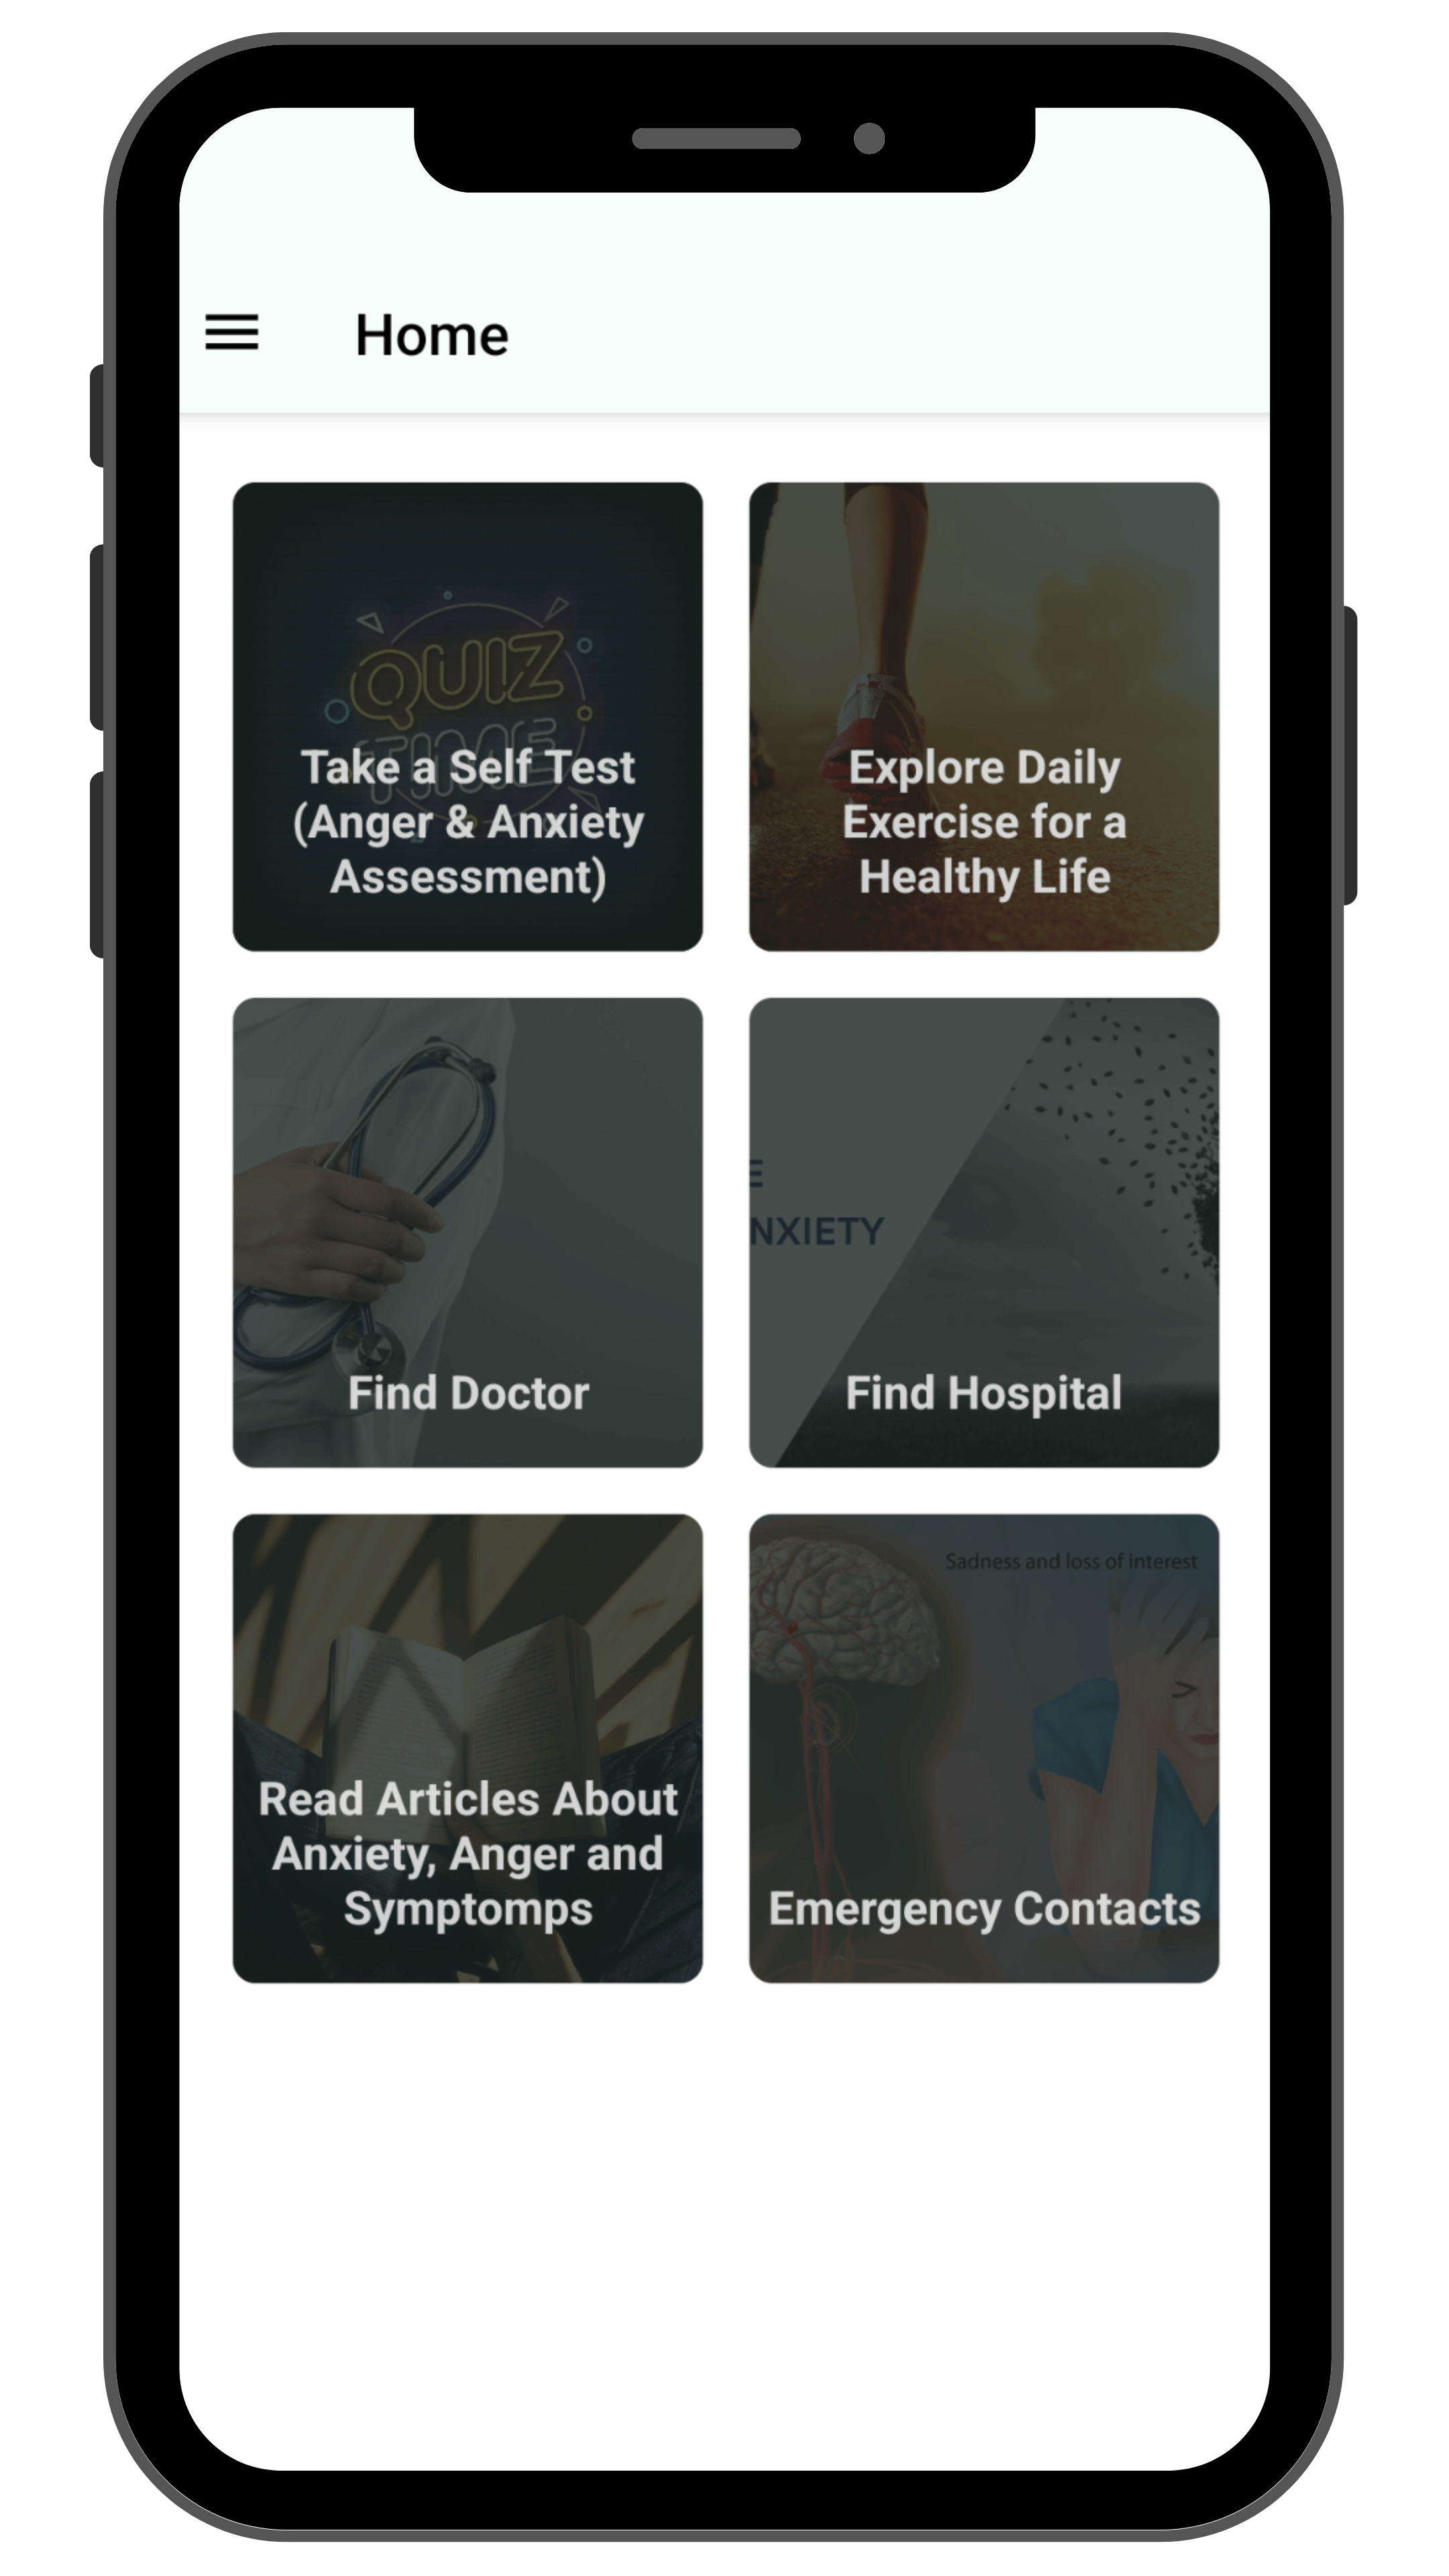 Home
QUIZ
TIME
Take a Self Test
(Anger & Anxiety
Assessment)
Explore Daily
Exercise for a
Healthy Life
Find Doctor
E
NXIETY
Find Hospital
Read Articles About
Anxiety, Anger and
Symptomps
Sadness and loss of interest
Emergency Contacts